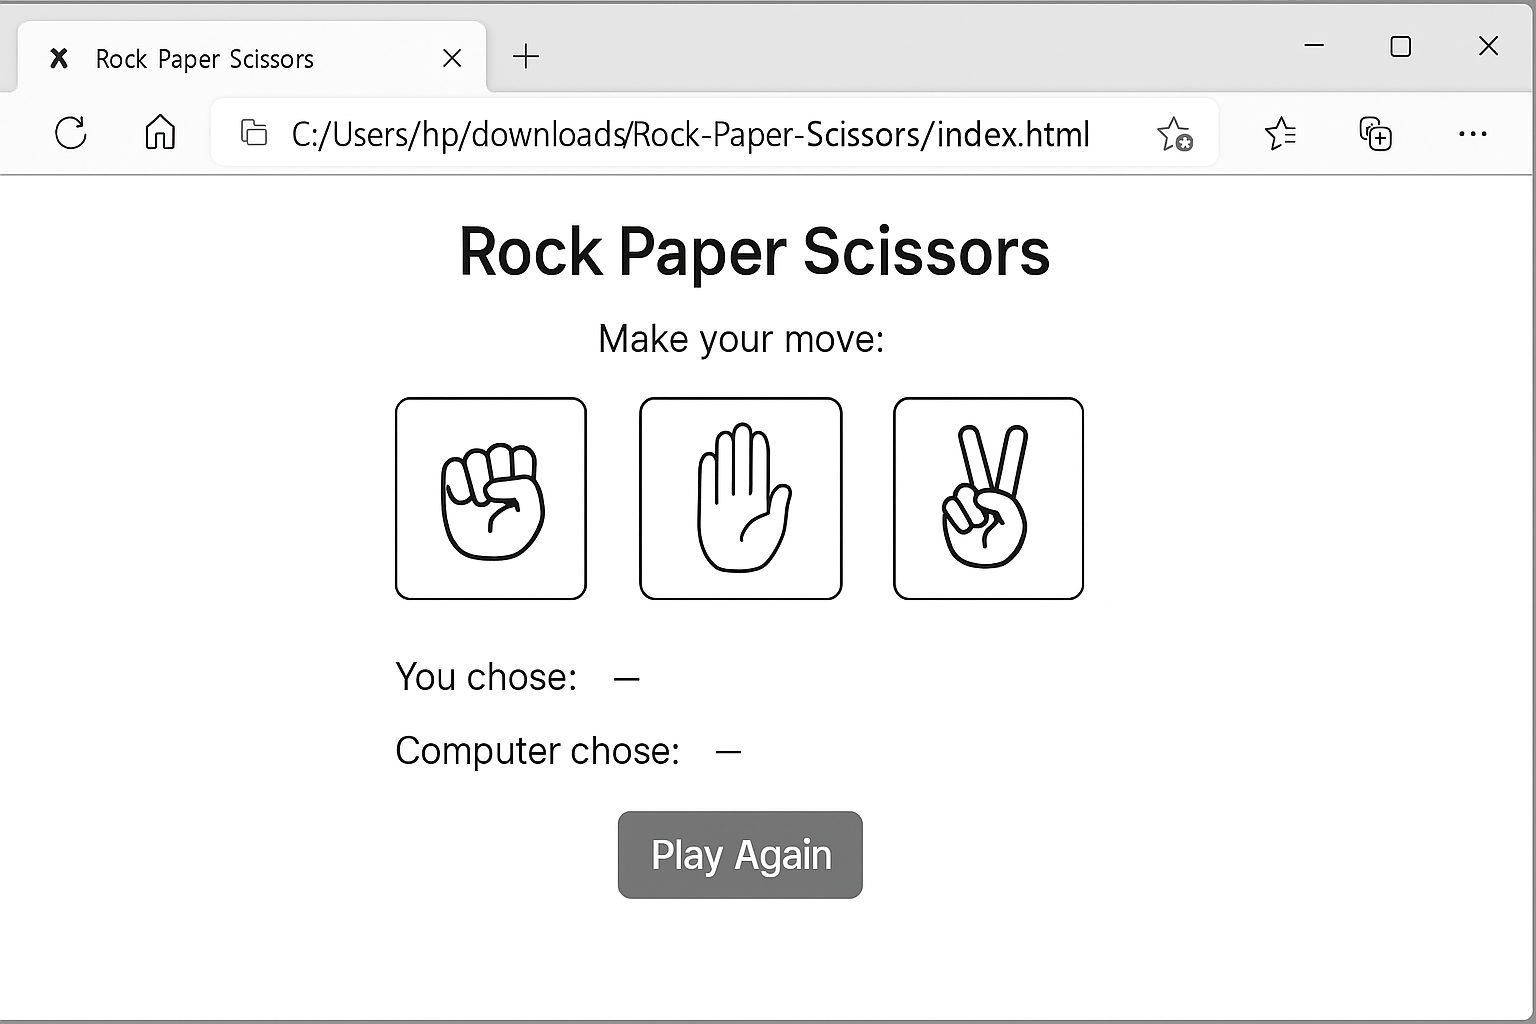 Rock Paper Scissors
C:/Users/hp/downloads/Rock-Paper-Scissors/index.html
Rock Paper Scissors
Make your move:
You chose: —
Computer chose: —
Play Again